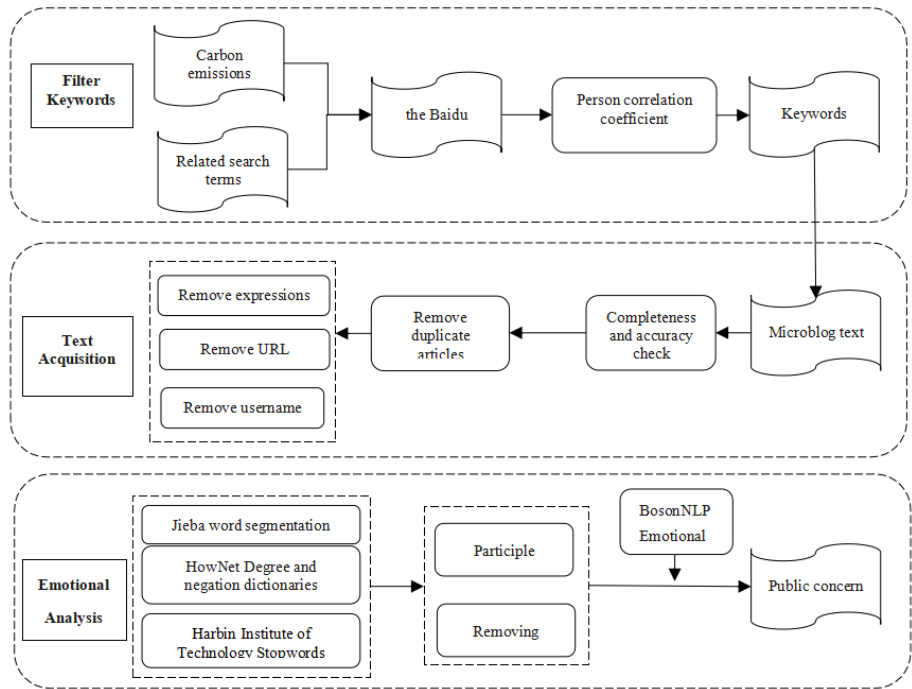 Filter
Keywords
Carbon
emissions
Related search
terms
the Baidu
Person correlation
coefficient
Keywords
Text
Acquisition
Remove expressions
Remove URL
Remove username
Remove
duplicate
articles
Completeness
and accuracy
check
Microblog text
Emotional
Analysis
Jieba word segmentation
HowNet Degree and
negation dictionaries
Harbin Institute of
Technology Stopwords
Participle
Removing
BosonNLP
Emotional
Public concern